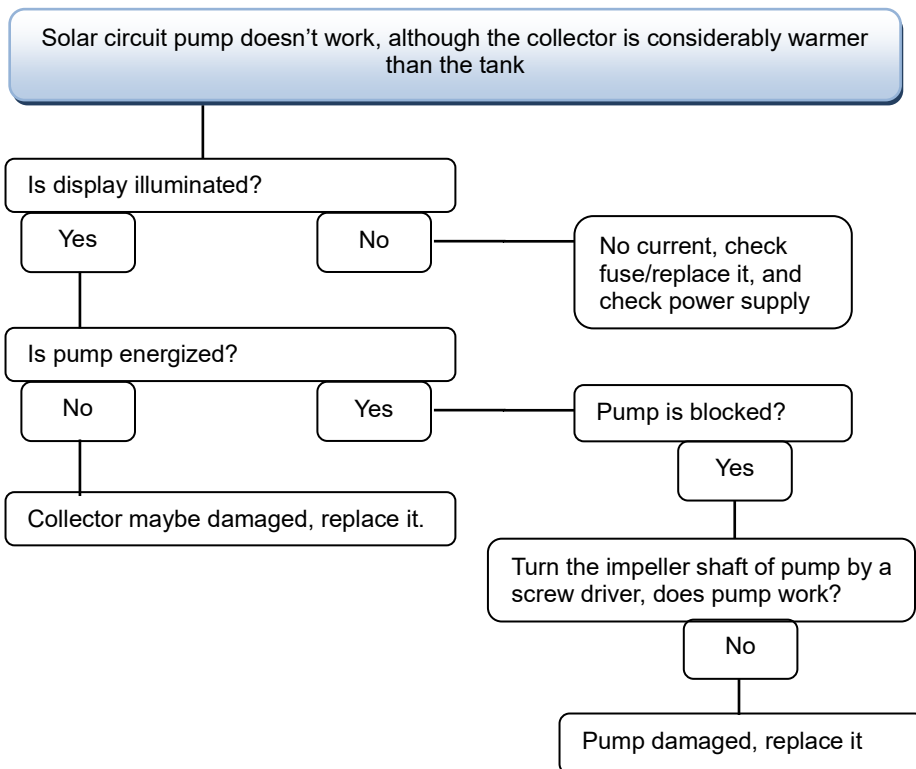 Solar circuit pump doesn’t work, although the collector is considerably warmer
than the tank
Is display illuminated?
Yes
No
No current, check
fuse/replace it, and
check power supply
Is pump energized?
No
Yes
Pump is blocked?
Yes
Collector maybe damaged, replace it.
Turn the impeller shaft of pump by a
screw driver, does pump work?
No
Pump damaged, replace it